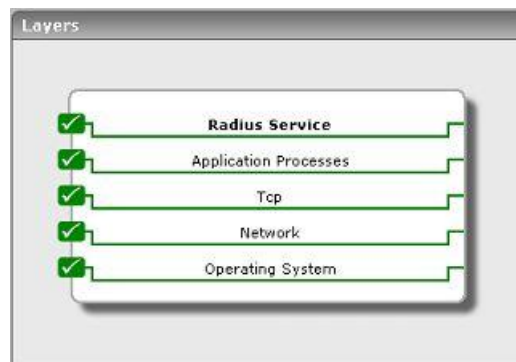 Layers
Radius Service
Application Processes
Tcp
Network
Operating System